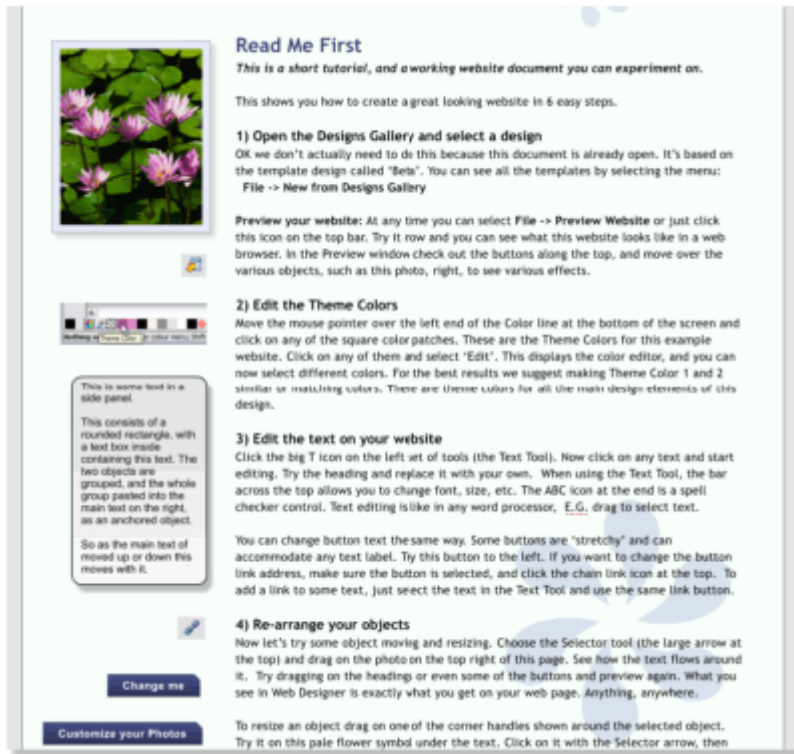 Read Me First
This is a short tutorial, and a working website document you can experiment on.
This shows you how to create a great looking website in 6 easy steps.
1) Open the Designs Gallery and select a design
OK we don't actually need to do this because this document is already open. It's based on
the template design called "Beta". You can see all the templates by selecting the menu:
File -> New from Designs Gallery
Preview your website: At any time you can select File -> Preview Website or just click
this icon on the top bar. Try it row and you can see what this website looks like in a web
browser. In the Preview window check out the buttons along the top, and move over the
various objects, such as this photo, right, to see various effects.
2) Edit the Theme Colors
Move the mouse pointer over the left end of the Color line at the bottom of the screen and
click on any of the square color patches. These are the Theme Colors for this example
website. Click on any of them and select "Edit". This displays the color editor, and you can
now select different colors. For the best results we suggest making Theme Color 1 and 2
similar or matching colors. There are theme colors for all the main design elements of this
design.
3) Edit the text on your website
Click the big T icon on the left set of tools (the Text Tool). Now click on any text and start
editing. Try the heading and replace it with your own. When using the Text Tool, the bar
across the top allows you to change font, size, etc. The ABC icon at the end is a spell
checker control. Text editing is like in any word processor, E.G. drag to select text.
You can change button text the same way. Some buttons are "stretchy" and can
accommodate any text label. Try this button to the left. If you want to change the button
link address, make sure the button is selected, and click the chain link icon at the top. To
add a link to some text, just select the text in the Text Tool and use the same link button.
4) Re-arrange your objects
Now let's try some object moving and resizing. Choose the Selector tool (the large arrow at
the top) and drag on the photo on the top right of this page. See how the text flows around
it. Try dragging on the headings or even some of the buttons and preview again. What you
see in Web Designer is exactly what you get on your web page. Anything, anywhere.
To resize an object drag on one of the corner handles shown around the selected object.
Try it on this pale flower symbol under the text. Click on it with the Selector arrow, then
Theme Color
colour menu, Shift
This is some text in a
side panel.
This consists of a
rounded rectangle, with
a text box inside
containing this text. The
two objects are
grouped, and the whole
group pasted into the
main text on the right,
as an anchored object.
So as the main text of
moved up or down this
moves with it.
Change me
Customize your Photos